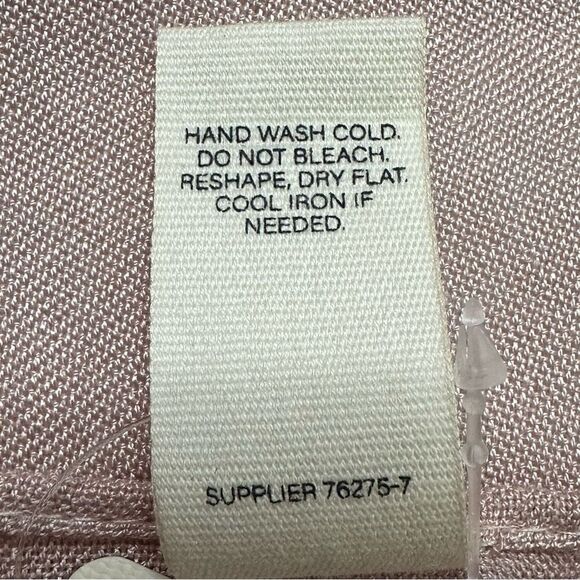 HAND WASH COLD.
DO NOT BLEACH.
RESHAPE, DRY FLAT.
COOL IRON IF
NEEDED.
SUPPLIER 76275-7